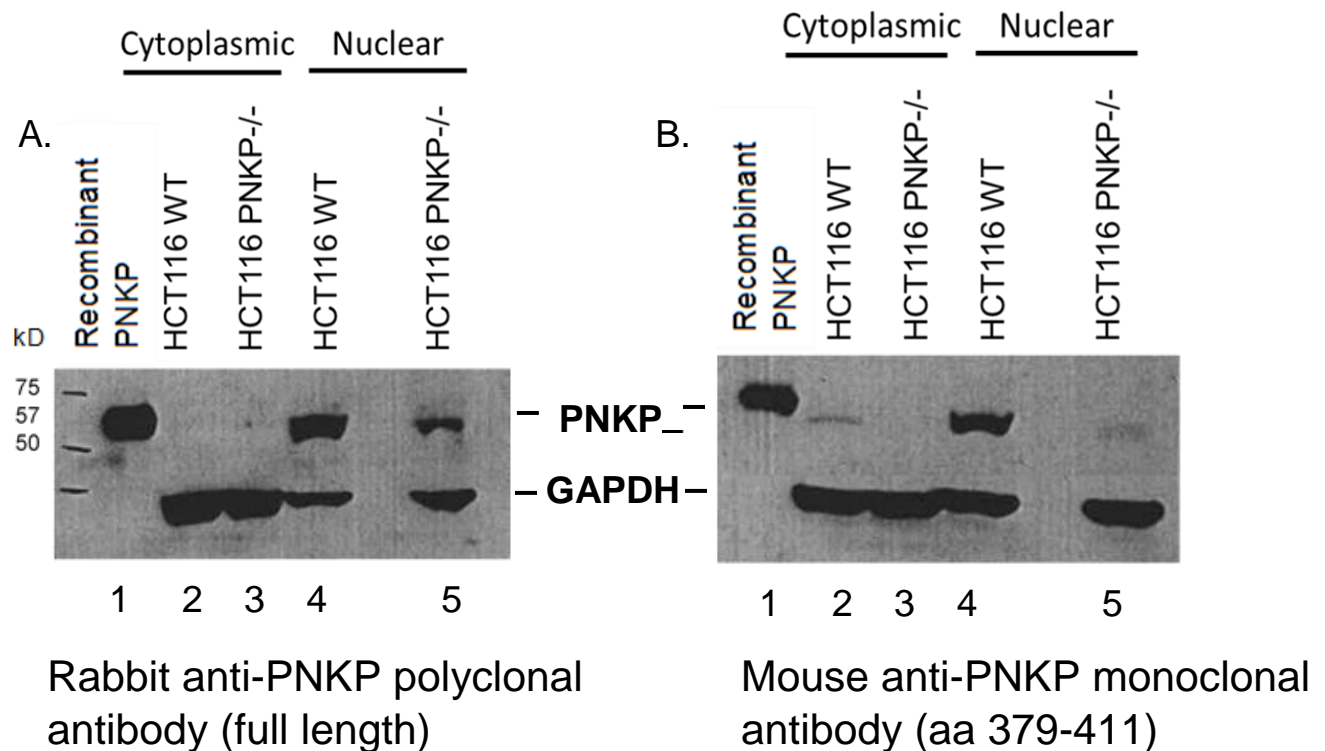 Cytoplasmic Nuclear
A.
Recombinant
PNKP
HCT116 WT
HCT116 PNKP-/-
HCT116 WT
HCT116 PNKP-/-
kD
75
57
50
1 2 3 4 5
Rabbit anti-PNKP polyclonal
antibody (full length)
PNKP
GAPDH
Cytoplasmic Nuclear
B.
Recombinant
PNKP
HCT116 WT
HCT116 PNKP-/-
HCT116 WT
HCT116 PNKP-/-
1 2 3 4 5
Mouse anti-PNKP monoclonal
antibody (aa 379-411)